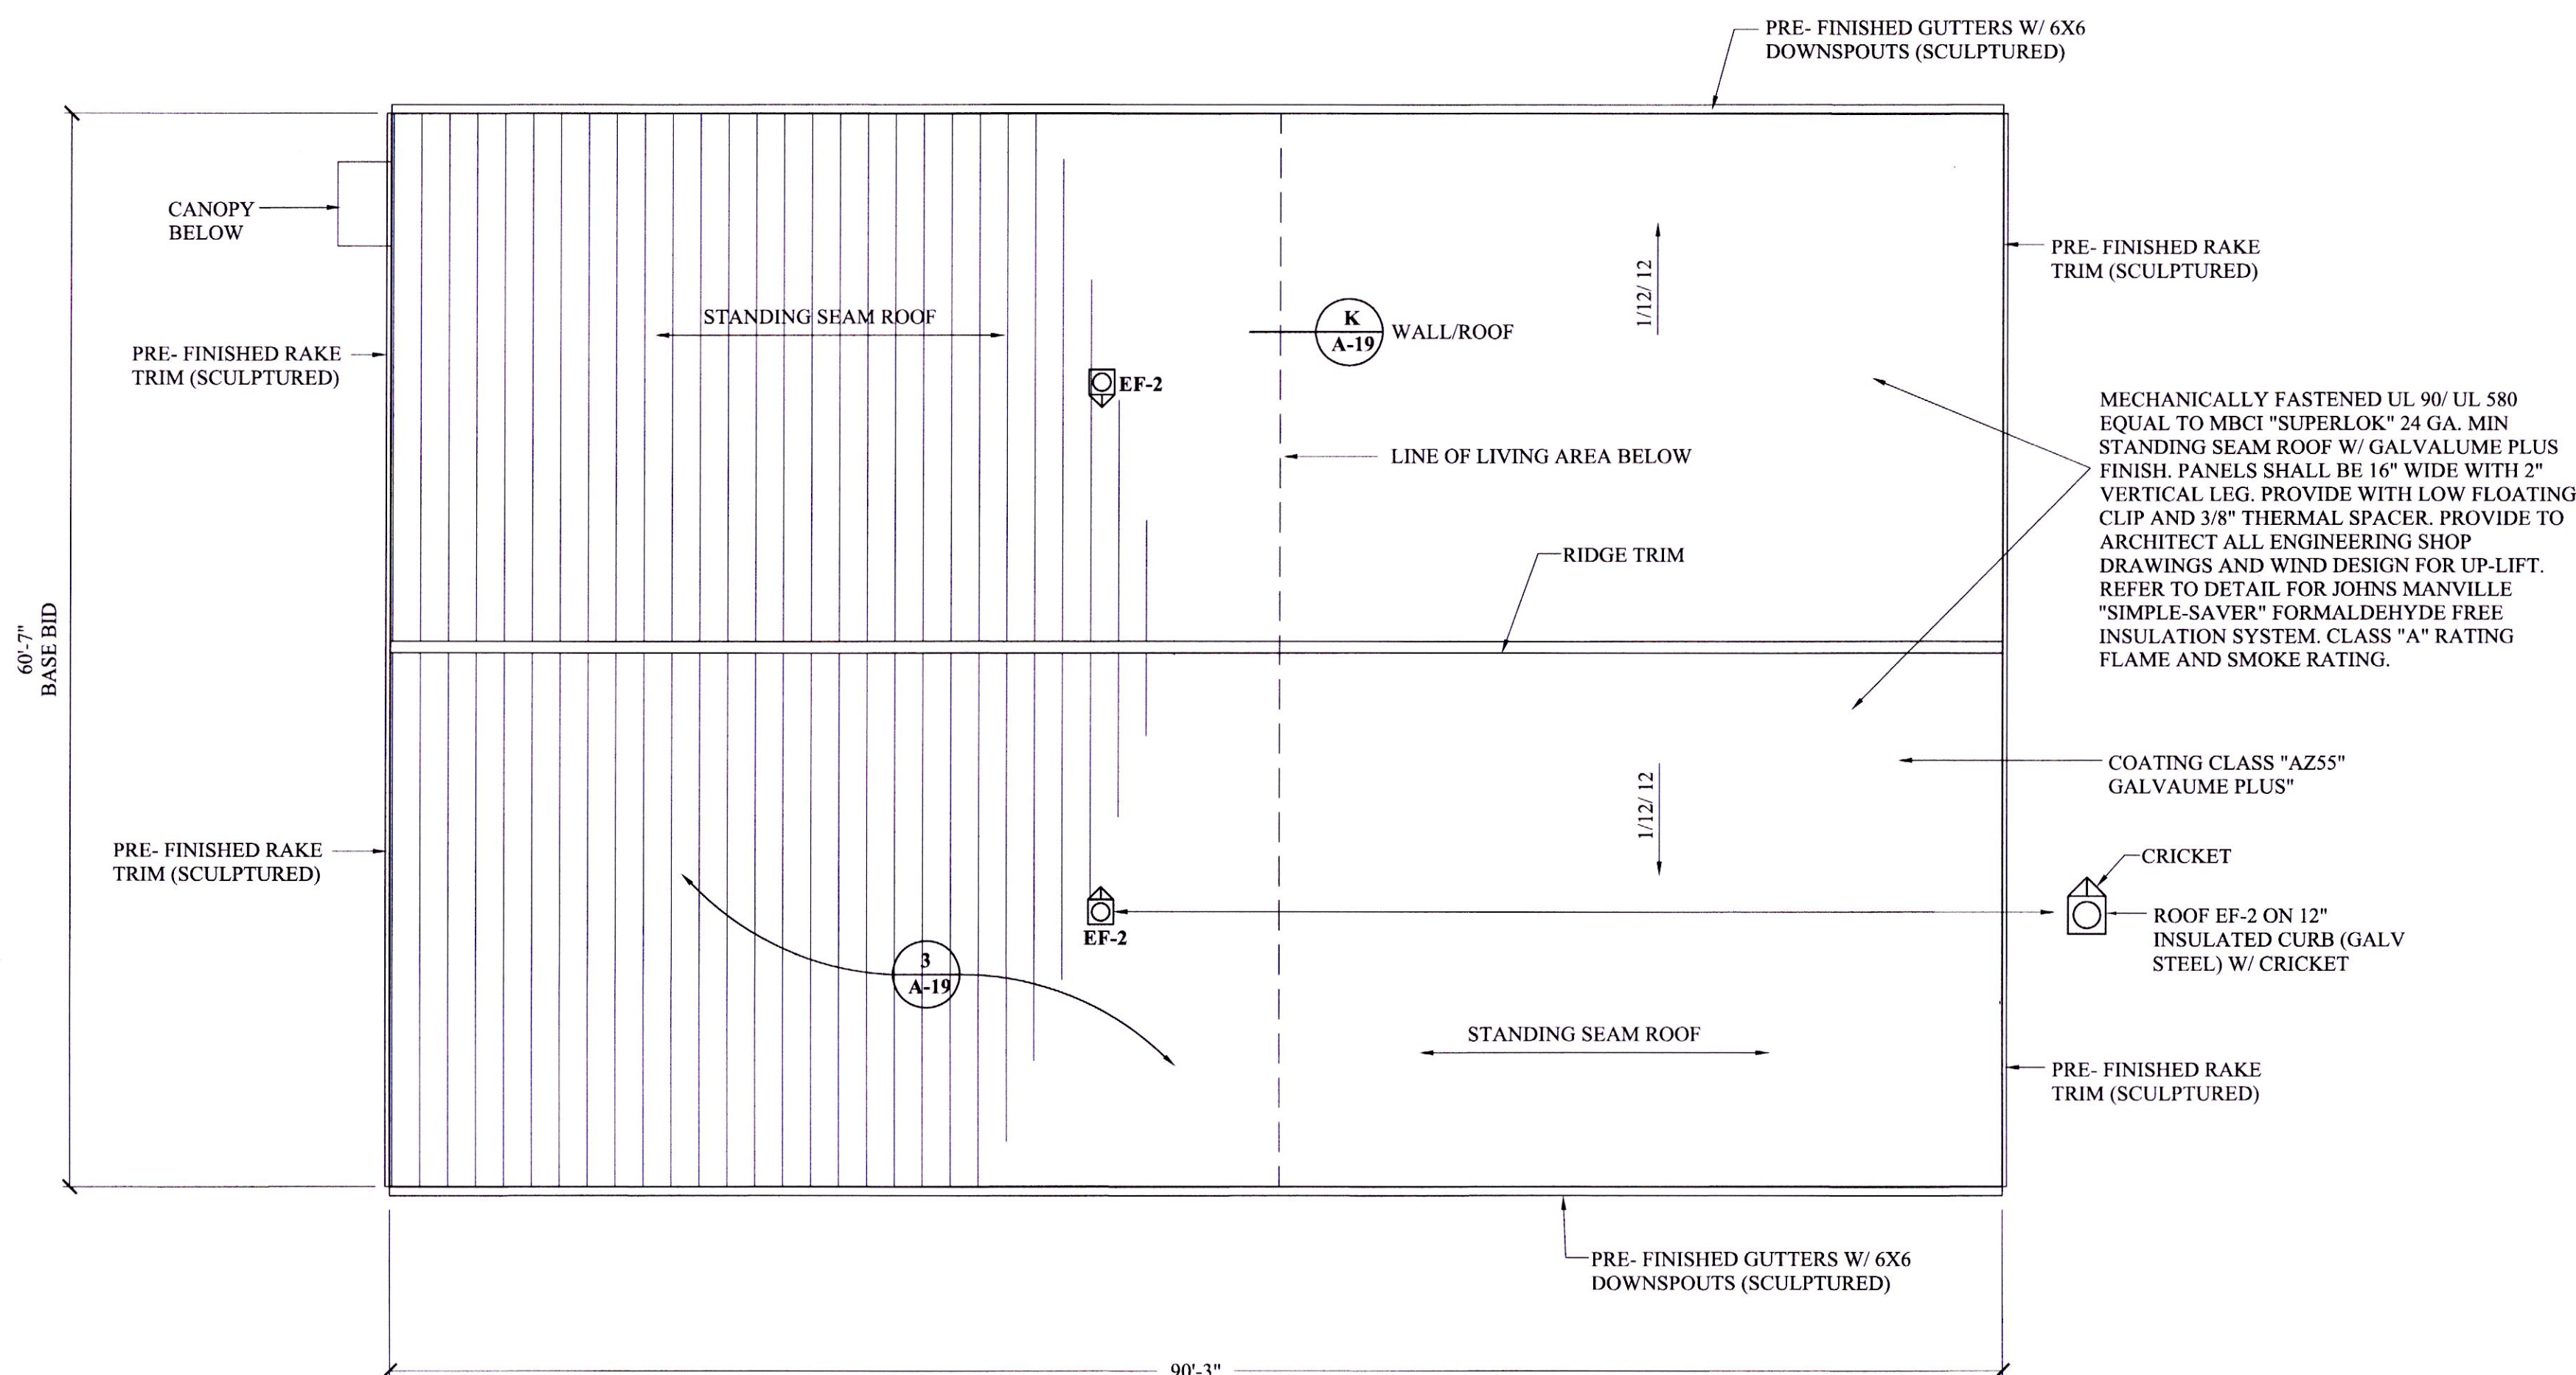 PRE- FINISHED GUTTERS W/ 6X6
DOWNSPOUTS (SCULPTURED)
CANOPY
BELOW
PRE- FINISHED RAKE
TRIM (SCULPTURED)
STANDING SEAM ROOF
K
A-19
WALL/ROOF
1/12/ 12
PRE- FINISHED RAKE
TRIM (SCULPTURED)
EF-2
LINE OF LIVING AREA BELOW
MECHANICALLY FASTENED UL 90/ UL 580
EQUAL TO MBCI "SUPERLOK" 24 GA. MIN
STANDING SEAM ROOF W/ GALVALUME PLUS
FINISH. PANELS SHALL BE 16" WIDE WITH 2"
VERTICAL LEG. PROVIDE WITH LOW FLOATING
CLIP AND 3/8" THERMAL SPACER. PROVIDE TO
ARCHITECT ALL ENGINEERING SHOP
DRAWINGS AND WIND DESIGN FOR UP-LIFT.
REFER TO DETAIL FOR JOHNS MANVILLE
"SIMPLE-SAVER" FORMALDEHYDE FREE
INSULATION SYSTEM. CLASS "A" RATING
FLAME AND SMOKE RATING.
RIDGE TRIM
60'-7"
BASE BID
1/12/ 12
COATING CLASS "AZ55"
GALVAUME PLUS"
PRE- FINISHED RAKE
TRIM (SCULPTURED)
CRICKET
ROOF EF-2 ON 12"
INSULATED CURB (GALV
STEEL) W/ CRICKET
EF-2
3
A-19
STANDING SEAM ROOF
PRE- FINISHED RAKE
TRIM (SCULPTURED)
PRE- FINISHED GUTTERS W/ 6X6
DOWNSPOUTS (SCULPTURED)
90'-3"